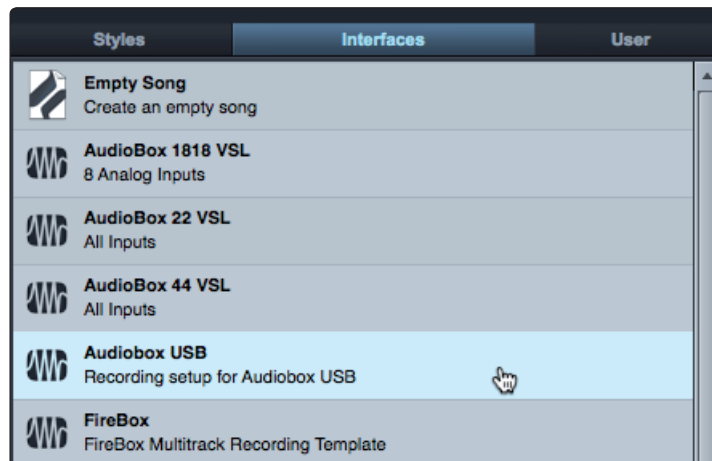 Styles Interfaces User
Empty Song
Create an empty song
AudioBox 1818 VSL
8 Analog Inputs
AudioBox 22 VSL
All Inputs
AudioBox 44 VSL
All Inputs
Audiobox USB
Recording setup for Audiobox USB
FireBox
FireBox Multitrack Recording Template